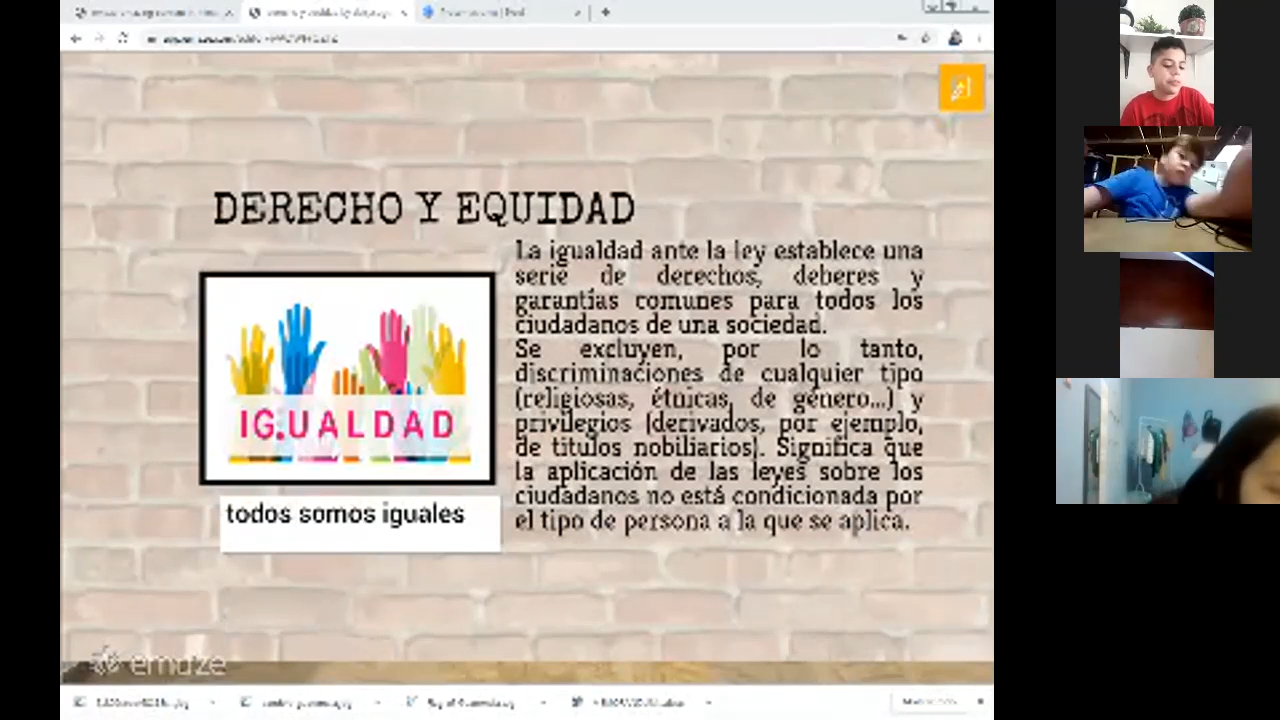 DERECHO Y EQUIDAD
La igualdad ante la ley establece una
serie de derechos, deberes y
garantías comunes para todos los
ciudadanos de una sociedad.
Se excluyen, por lo tanto,
discriminaciones de cualquier tipo
(religiosas, étnicas, de género...) y
privilegios (derivados, por ejemplo,
de títulos nobiliarios). Significa que
la aplicación de las leyes sobre los
ciudadanos no está condicionada por
el tipo de persona a la que se aplica.
IGUALDAD
todos somos iguales
emaze